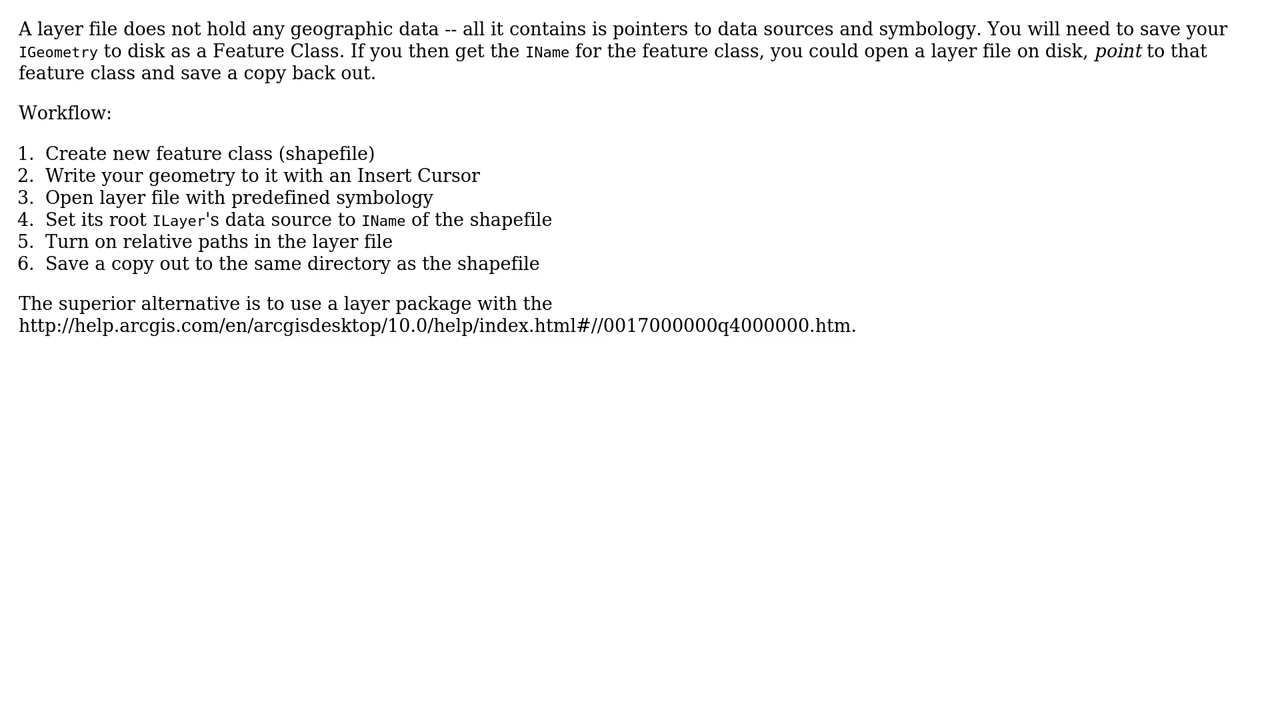 A layer file does not hold any geographic data -- all it contains is pointers to data sources and symbology. You will need to save your
IGeometry to disk as a Feature Class. If you then get the IName for the feature class, you could open a layer file on disk, point to that
feature class and save a copy back out.
Workflow:
1. Create new feature class (shapefile)
2. Write your geometry to it with an Insert Cursor
3. Open layer file with predefined symbology
4. Set its root ILayer's data source to IName of the shapefile
5. Turn on relative paths in the layer file
6. Save a copy out to the same directory as the shapefile
The superior alternative is to use a layer package with the
http://help.arcgis.com/en/arcgisdesktop/10.0/help/index.html#//0017000000q4000000.htm.